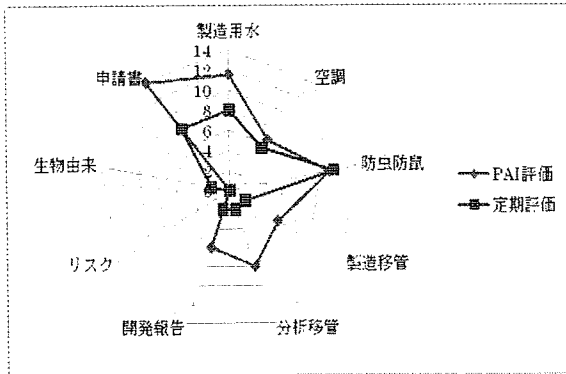 製造用水
14
12
10
8
6
4
2
0
空調
防虫防鼠
製造移管
分析移管
開発報告
リスク
生物由来
申請書
PAI評価
定期評価